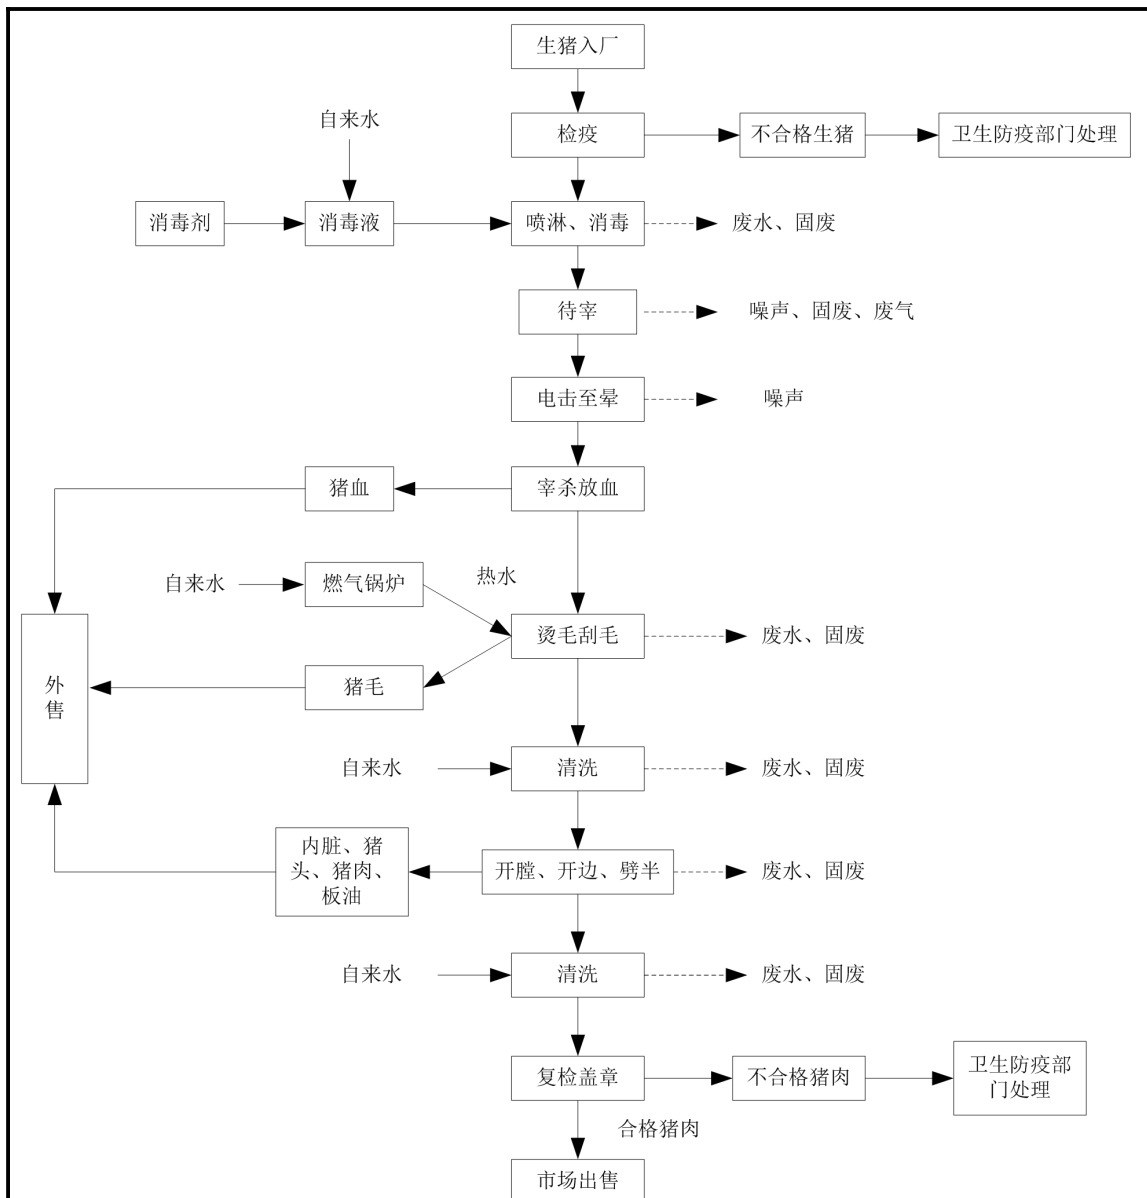 生猪入厂
自来水
检疫
不合格生猪
卫生防疫部门处理
消毒剂
消毒液
喷淋、消毒
废水、固废
待宰
噪声、固废、废气
电击至晕
噪声
猪血
宰杀放血
自来水
燃气锅炉
热水
烫毛刮毛
废水、固废
外
售
猪毛
自来水
清洗
废水、固废
内脏、猪
头、猪肉、
板油
开膛、开边、劈半
废水、固废
自来水
清洗
废水、固废
复检盖章
不合格猪肉
卫生防疫部
门处理
合格猪肉
市场出售